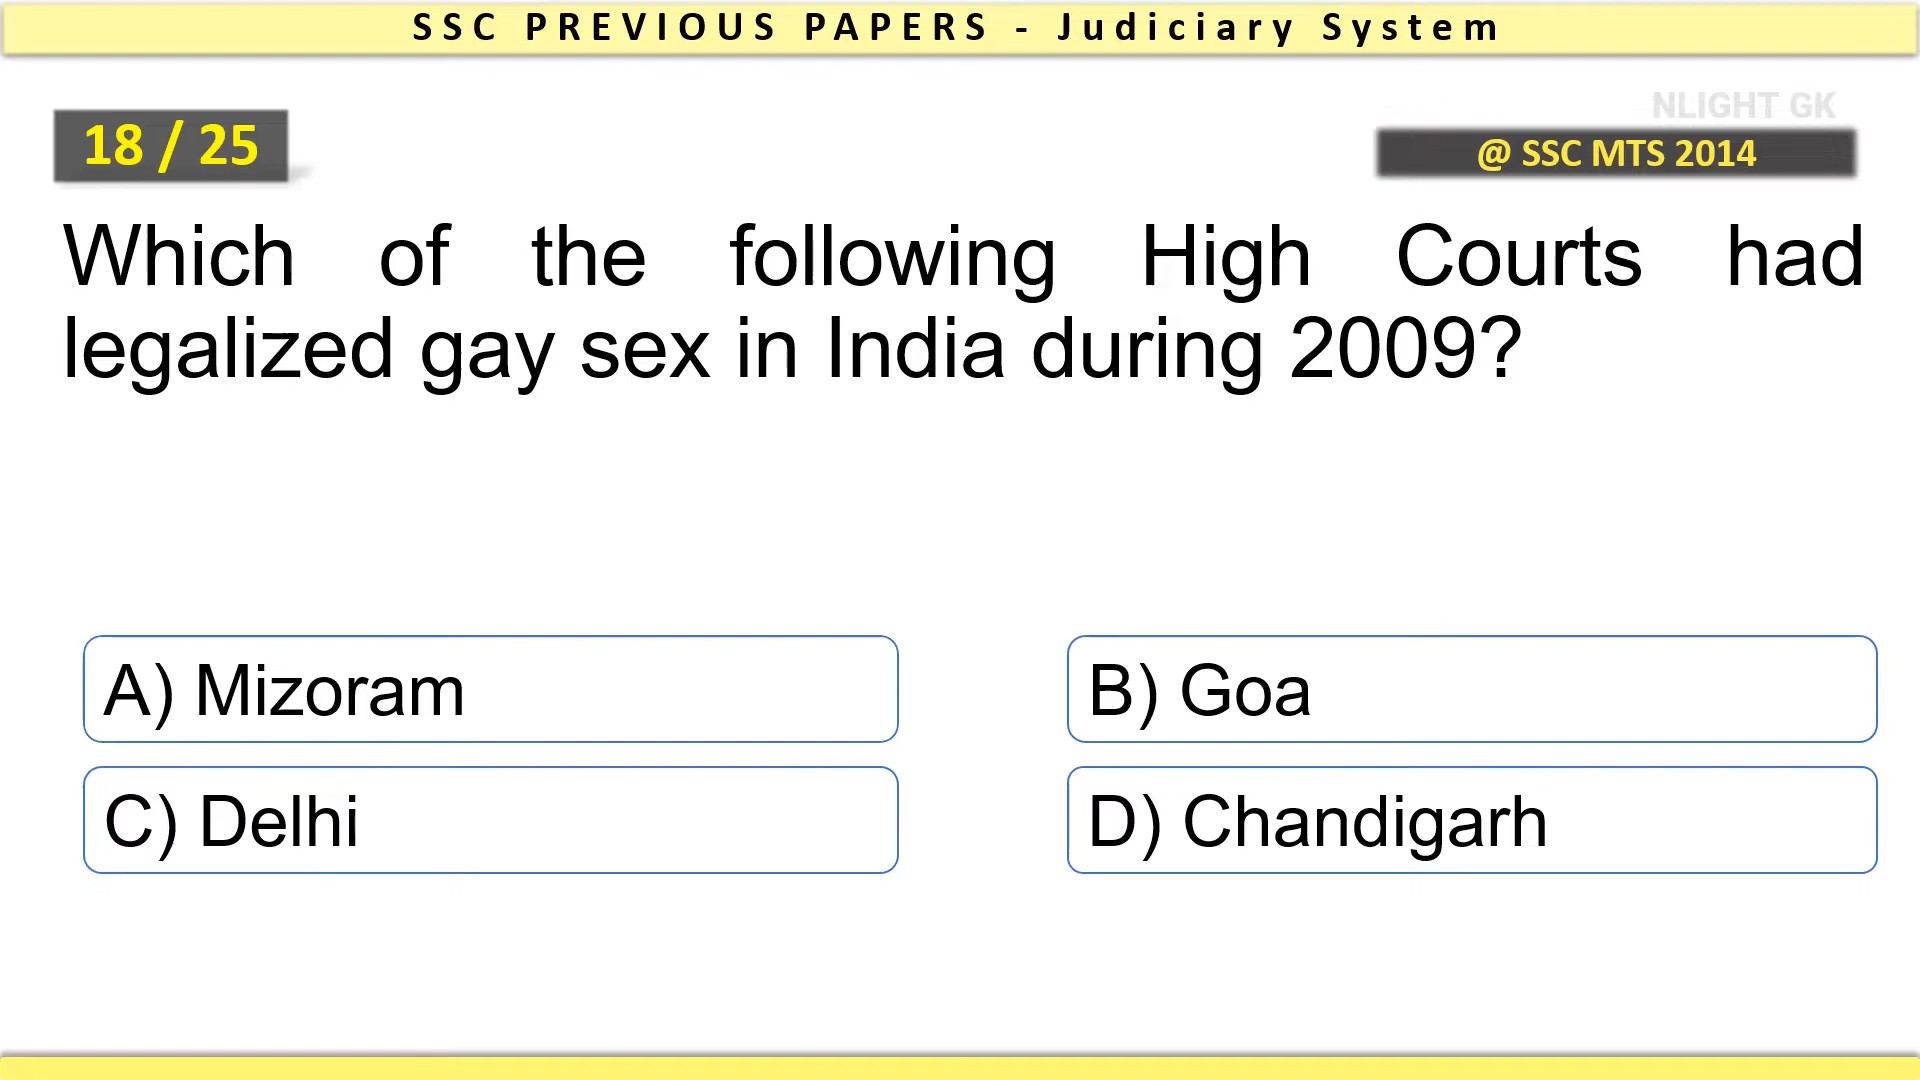 SSC PREVIOUS PAPERS - Judiciary System
NLIGHT GK
18 / 25
@ SSC MTS 2014
Which of the following High Courts had
legalized gay sex in India during 2009?
A) Mizoram
B) Goa
C) Delhi
D) Chandigarh